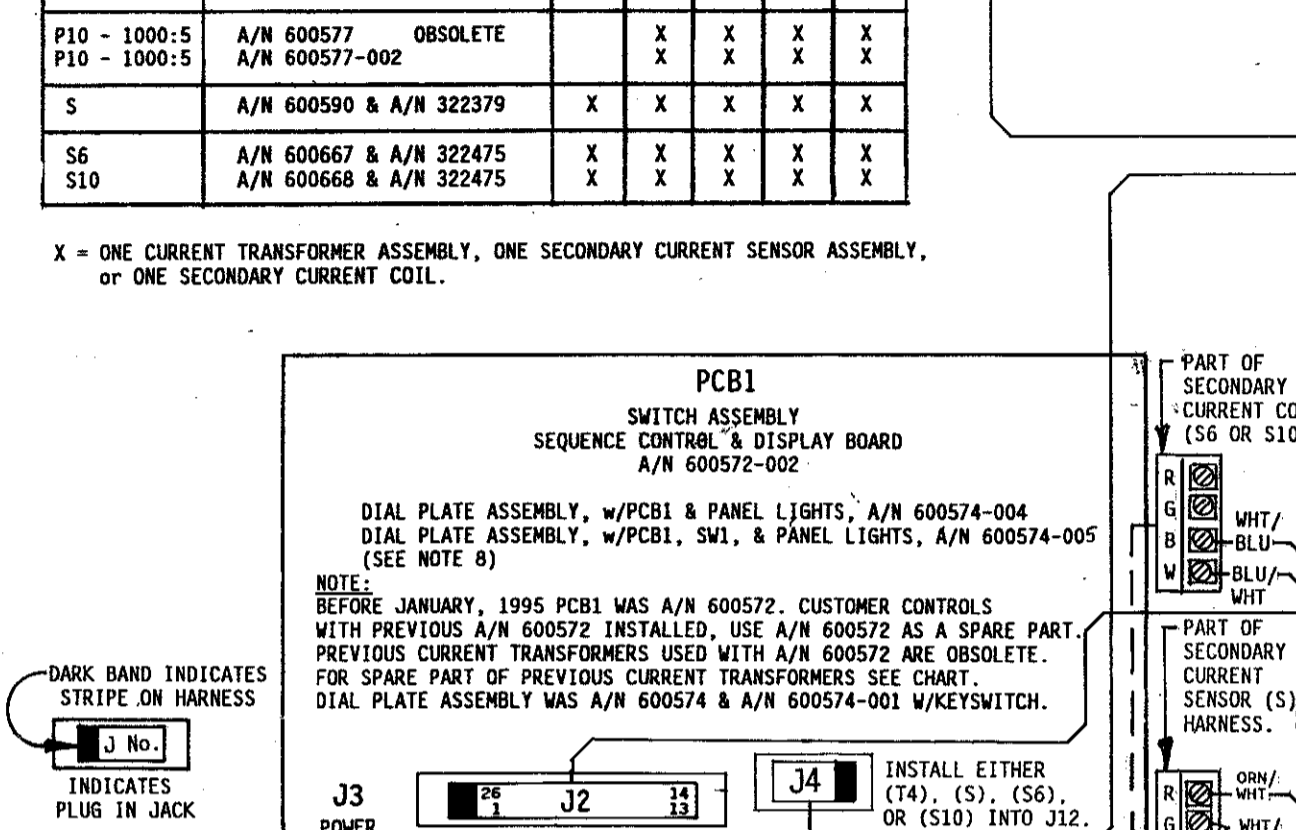 P10 - 1000:5 A/N 600577 OBSOLETE X X X X
P10 - 1000:5 A/N 600577-002 X X X X
S A/N 600590 & A/N 322379 X X X X X
S6 A/N 600667 & A/N 322475 X X X X X
S10 A/N 600668 & A/N 322475 X X X X X
X = ONE CURRENT TRANSFORMER ASSEMBLY, ONE SECONDARY CURRENT SENSOR ASSEMBLY,
or ONE SECONDARY CURRENT COIL.
PCB1
SWITCH ASSEMBLY
SEQUENCE CONTROL & DISPLAY BOARD
A/N 600572-002
DIAL PLATE ASSEMBLY, w/PCB1 & PANEL LIGHTS, A/N 600574-004
DIAL PLATE ASSEMBLY, w/PCB1, SW1, & PANEL LIGHTS, A/N 600574-005
(SEE NOTE 8)
NOTE:
BEFORE JANUARY, 1995 PCB1 WAS A/N 600572. CUSTOMER CONTROLS
WITH PREVIOUS A/N 600572 INSTALLED, USE A/N 600572 AS A SPARE PART.
PREVIOUS CURRENT TRANSFORMERS USED WITH A/N 600572 ARE OBSOLETE.
FOR SPARE PART OF PREVIOUS CURRENT TRANSFORMERS SEE CHART.
DIAL PLATE ASSEMBLY WAS A/N 600574 & A/N 600574-001 W/KEYSWITCH.
DARK BAND INDICATES
STRIPE ON HARNESS
J No.
INDICATES
PLUG IN JACK
J3
POWER
26 J2 14
1 13
J4
INSTALL EITHER
(T4), (S), (S6),
OR (S10) INTO J12.
PART OF
SECONDARY
CURRENT CO
(S6 OR S10
R
G WHT/
B BLU
W BLU/
WHT
PART OF
SECONDARY
CURRENT
SENSOR (S)
HARNESS.
ORN/
R WHT
G WHT/